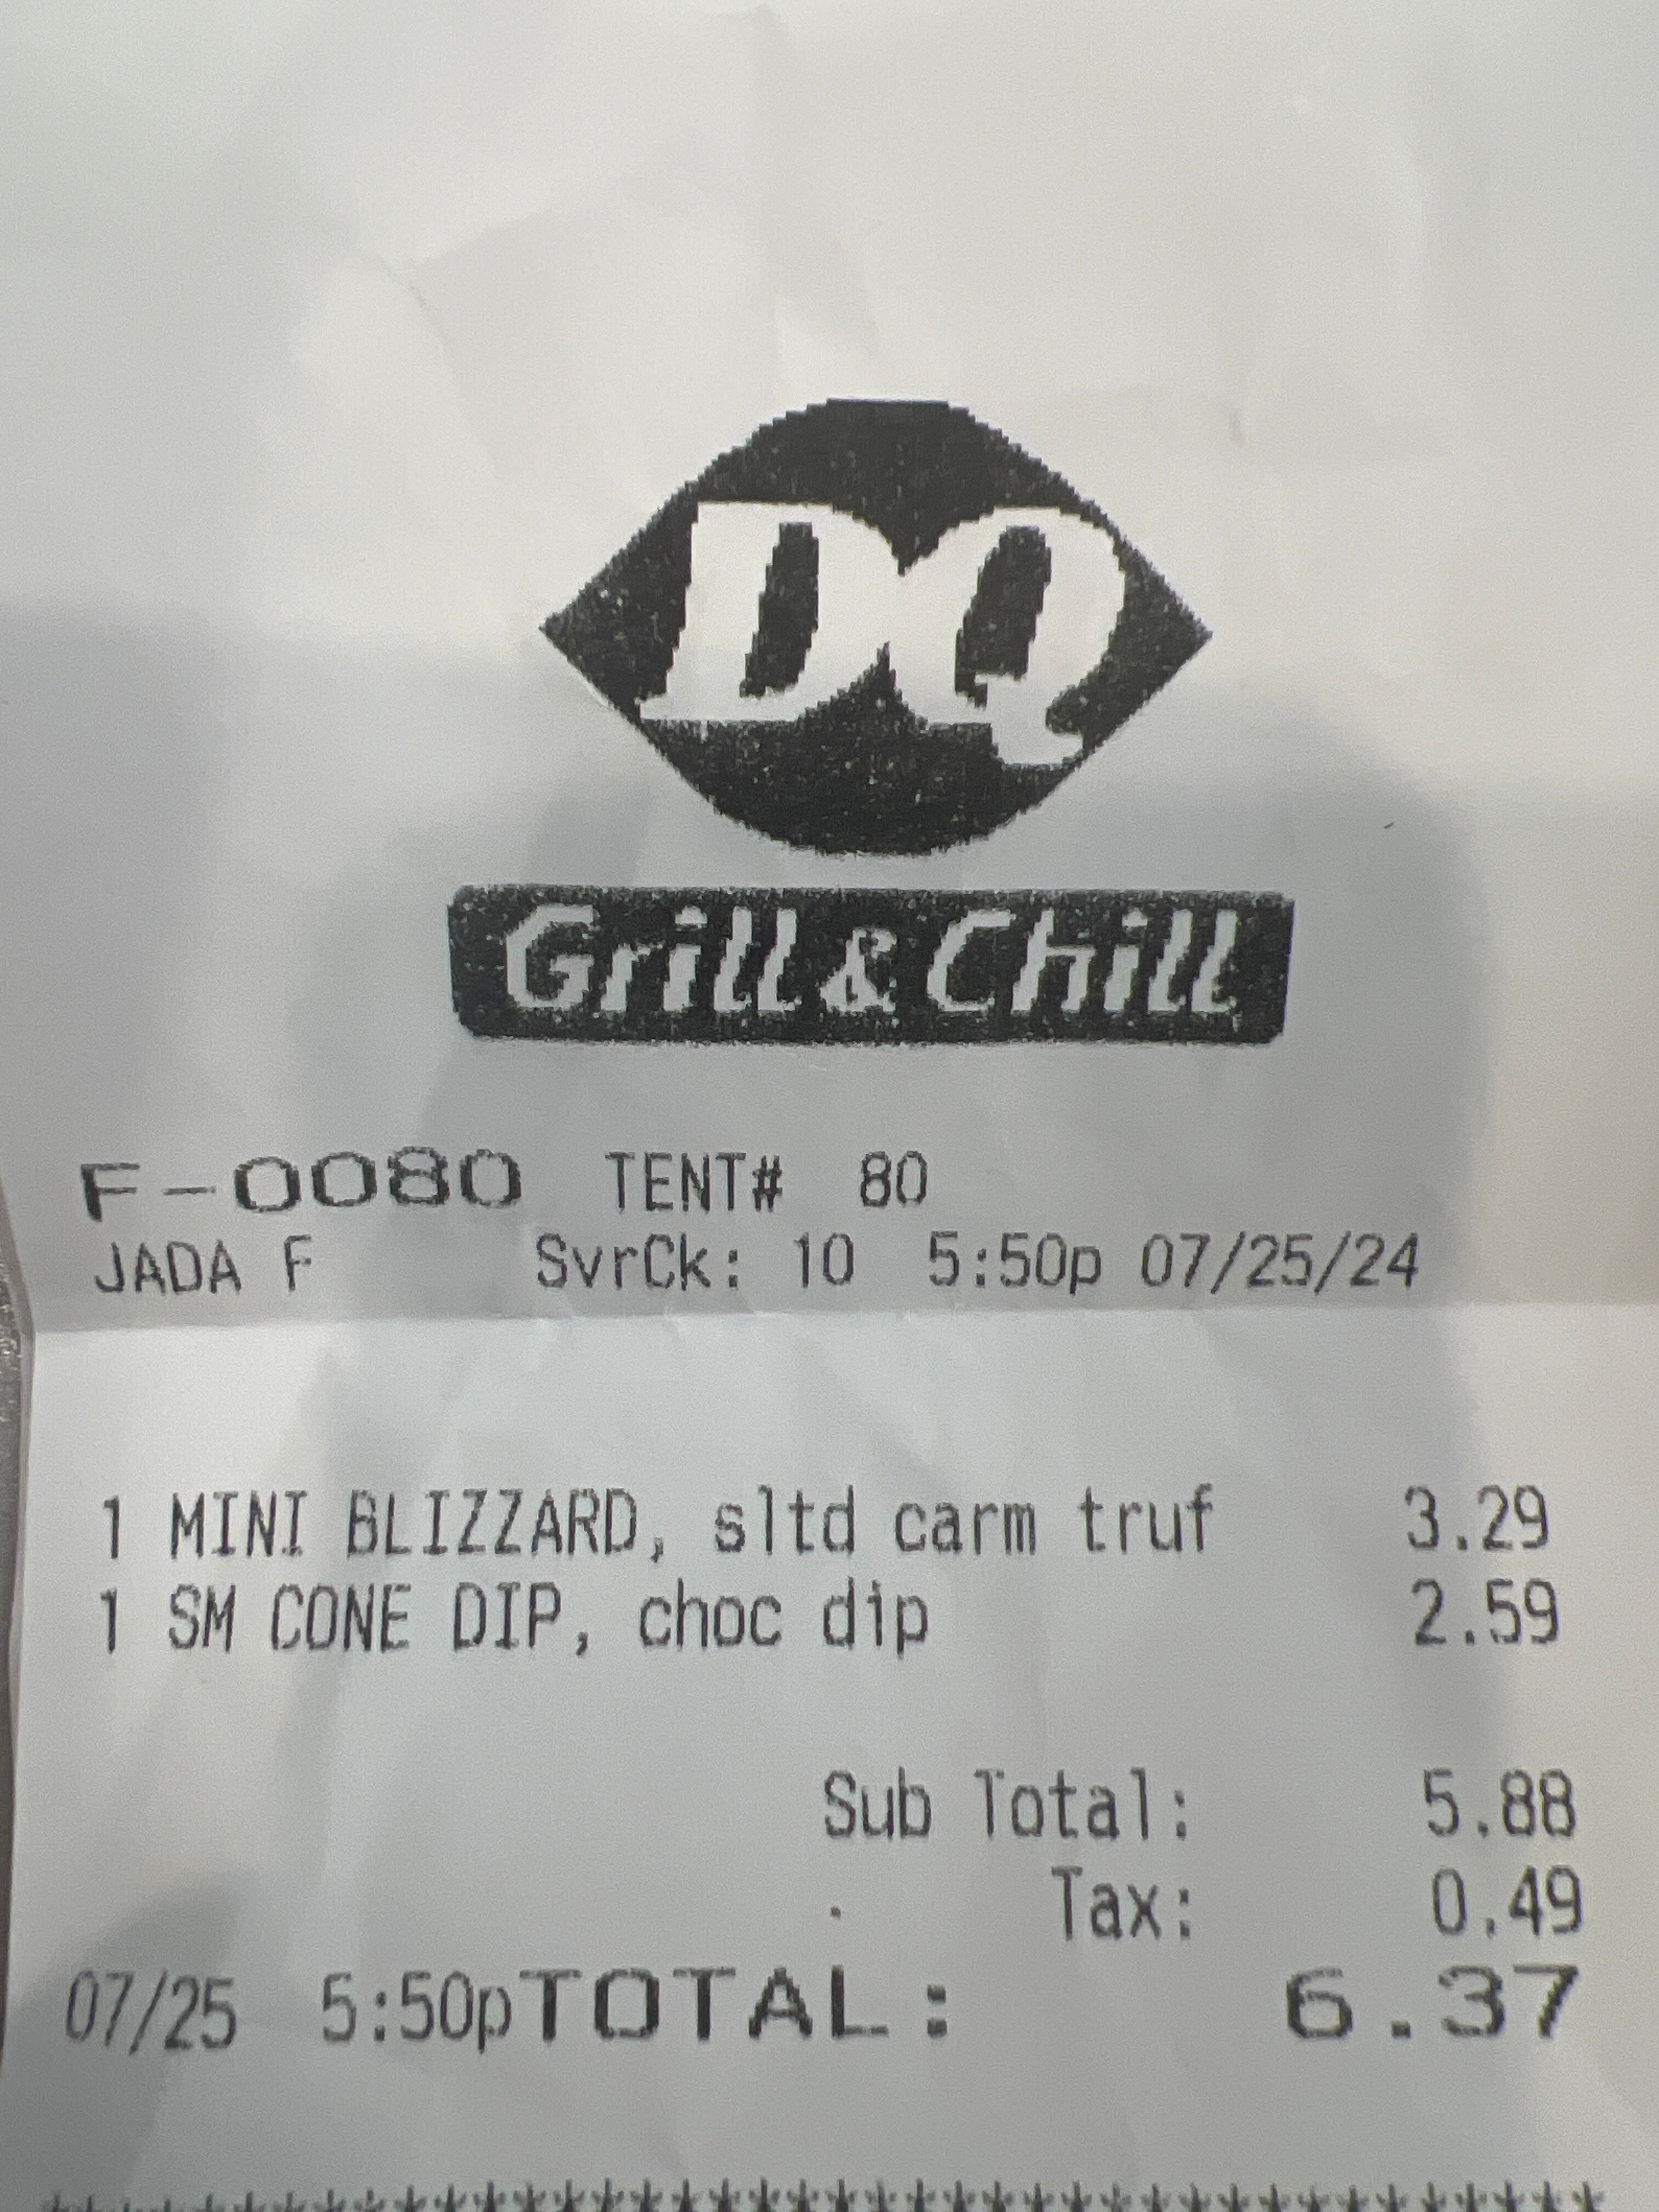 DQ
Grill & Chill
F-0080 TENT# 80
JADA F SvrCk: 10 5:50p 07/25/24
1 MINI BLIZZARD, sltd carm truf 3.29
1 SM CONE DIP, choc dip 2.59
Sub Total: 5.88
Tax: 0.49
07/25 5:50pTOTAL: 6.37